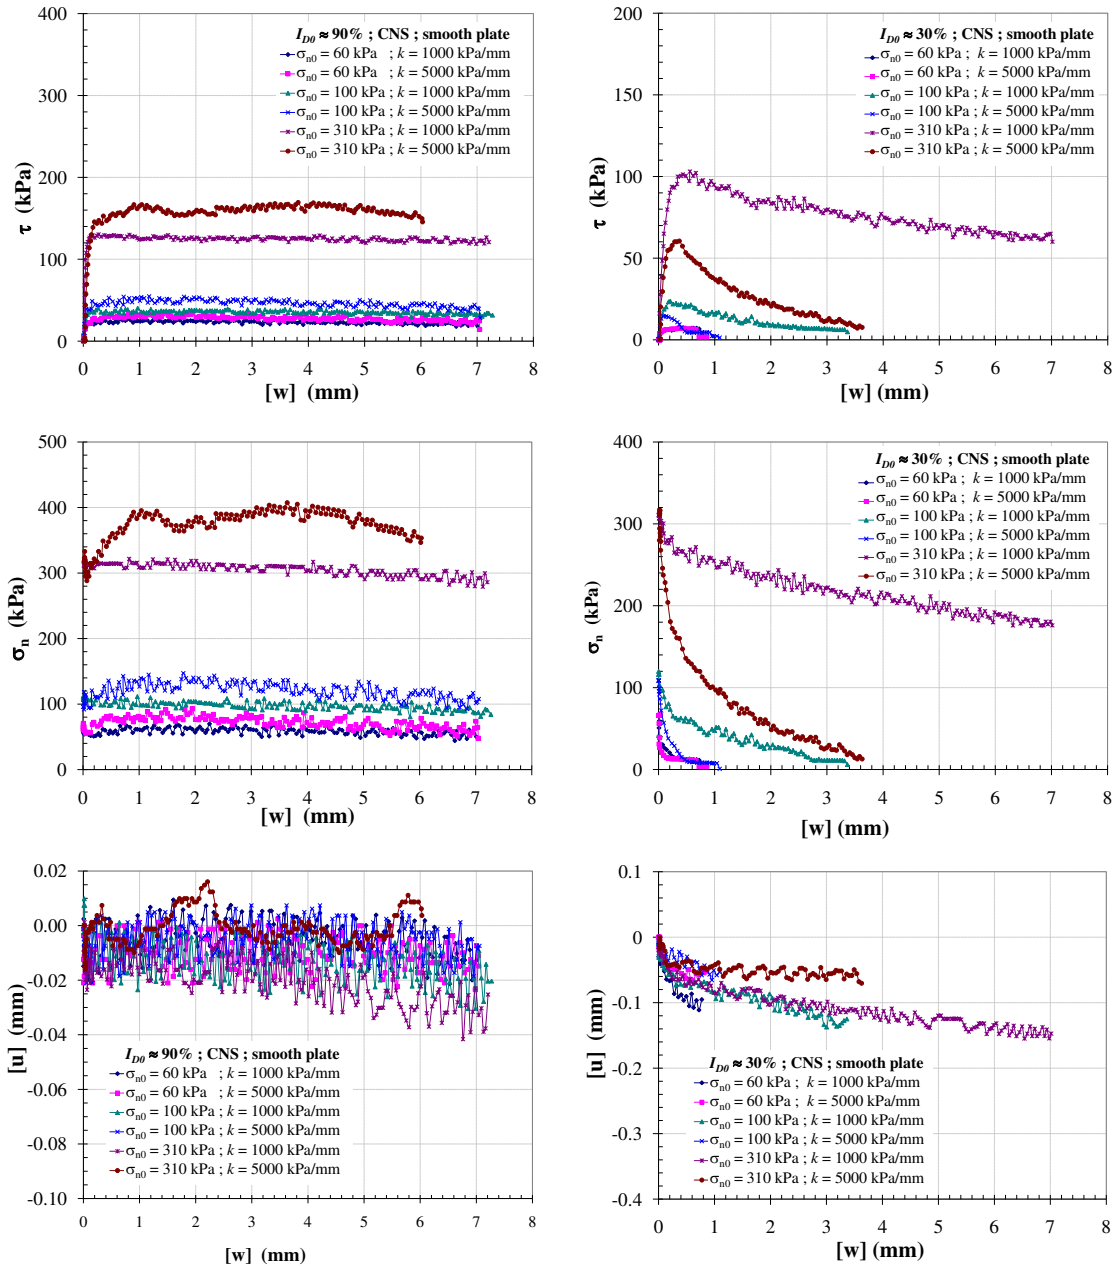 400
300
200
100
0
τ (kPa)
I_D0 ≈ 90% ; CNS ; smooth plate
σn0 = 60 kPa ; k = 1000 kPa/mm
σn0 = 60 kPa ; k = 5000 kPa/mm
σn0 = 100 kPa ; k = 1000 kPa/mm
σn0 = 100 kPa ; k = 5000 kPa/mm
σn0 = 310 kPa ; k = 1000 kPa/mm
σn0 = 310 kPa ; k = 5000 kPa/mm
0 1 2 3 4 5 6 7 8
[w] (mm)
200
150
100
50
0
τ (kPa)
I_D0 ≈ 30% ; CNS ; smooth plate
σn0 = 60 kPa ; k = 1000 kPa/mm
σn0 = 60 kPa ; k = 5000 kPa/mm
σn0 = 100 kPa ; k = 1000 kPa/mm
σn0 = 100 kPa ; k = 5000 kPa/mm
σn0 = 310 kPa ; k = 1000 kPa/mm
σn0 = 310 kPa ; k = 5000 kPa/mm
0 1 2 3 4 5 6 7 8
[w] (mm)
500
400
300
200
100
0
σn (kPa)
0 1 2 3 4 5 6 7 8
[w] (mm)
400
300
200
100
0
σn (kPa)
I_D0 ≈ 30% ; CNS ; smooth plate
σn0 = 60 kPa ; k = 1000 kPa/mm
σn0 = 60 kPa ; k = 5000 kPa/mm
σn0 = 100 kPa ; k = 1000 kPa/mm
σn0 = 100 kPa ; k = 5000 kPa/mm
σn0 = 310 kPa ; k = 1000 kPa/mm
σn0 = 310 kPa ; k = 5000 kPa/mm
0 1 2 3 4 5 6 7 8
[w] (mm)
0.02
0.00
-0.02
-0.04
-0.06
-0.08
-0.10
[u] (mm)
I_D0 ≈ 90% ; CNS ; smooth plate
σn0 = 60 kPa ; k = 1000 kPa/mm
σn0 = 60 kPa ; k = 5000 kPa/mm
σn0 = 100 kPa ; k = 1000 kPa/mm
σn0 = 100 kPa ; k = 5000 kPa/mm
σn0 = 310 kPa ; k = 1000 kPa/mm
σn0 = 310 kPa ; k = 5000 kPa/mm
0 1 2 3 4 5 6 7 8
[w] (mm)
0.1
0
-0.1
-0.2
-0.3
-0.4
[u] (mm)
I_D0 ≈ 30% ; CNS ; smooth plate
σn0 = 60 kPa ; k = 1000 kPa/mm
σn0 = 60 kPa ; k = 5000 kPa/mm
σn0 = 100 kPa ; k = 1000 kPa/mm
σn0 = 100 kPa ; k = 5000 kPa/mm
σn0 = 310 kPa ; k = 1000 kPa/mm
σn0 = 310 kPa ; k = 5000 kPa/mm
0 1 2 3 4 5 6 7 8
[w] (mm)